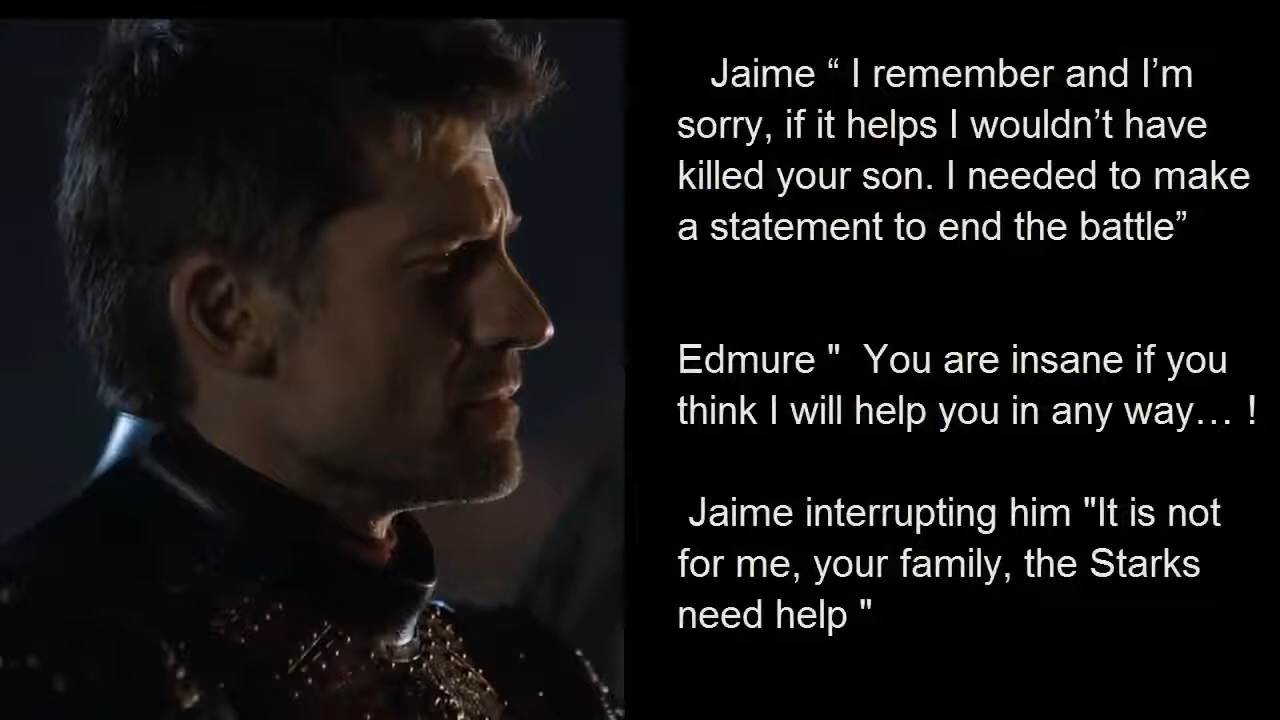 Jaime “ I remember and I’m
sorry, if it helps I wouldn’t have
killed your son. I needed to make
a statement to end the battle”
Edmure " You are insane if you
think I will help you in any way… !
Jaime interrupting him "It is not
for me, your family, the Starks
need help "